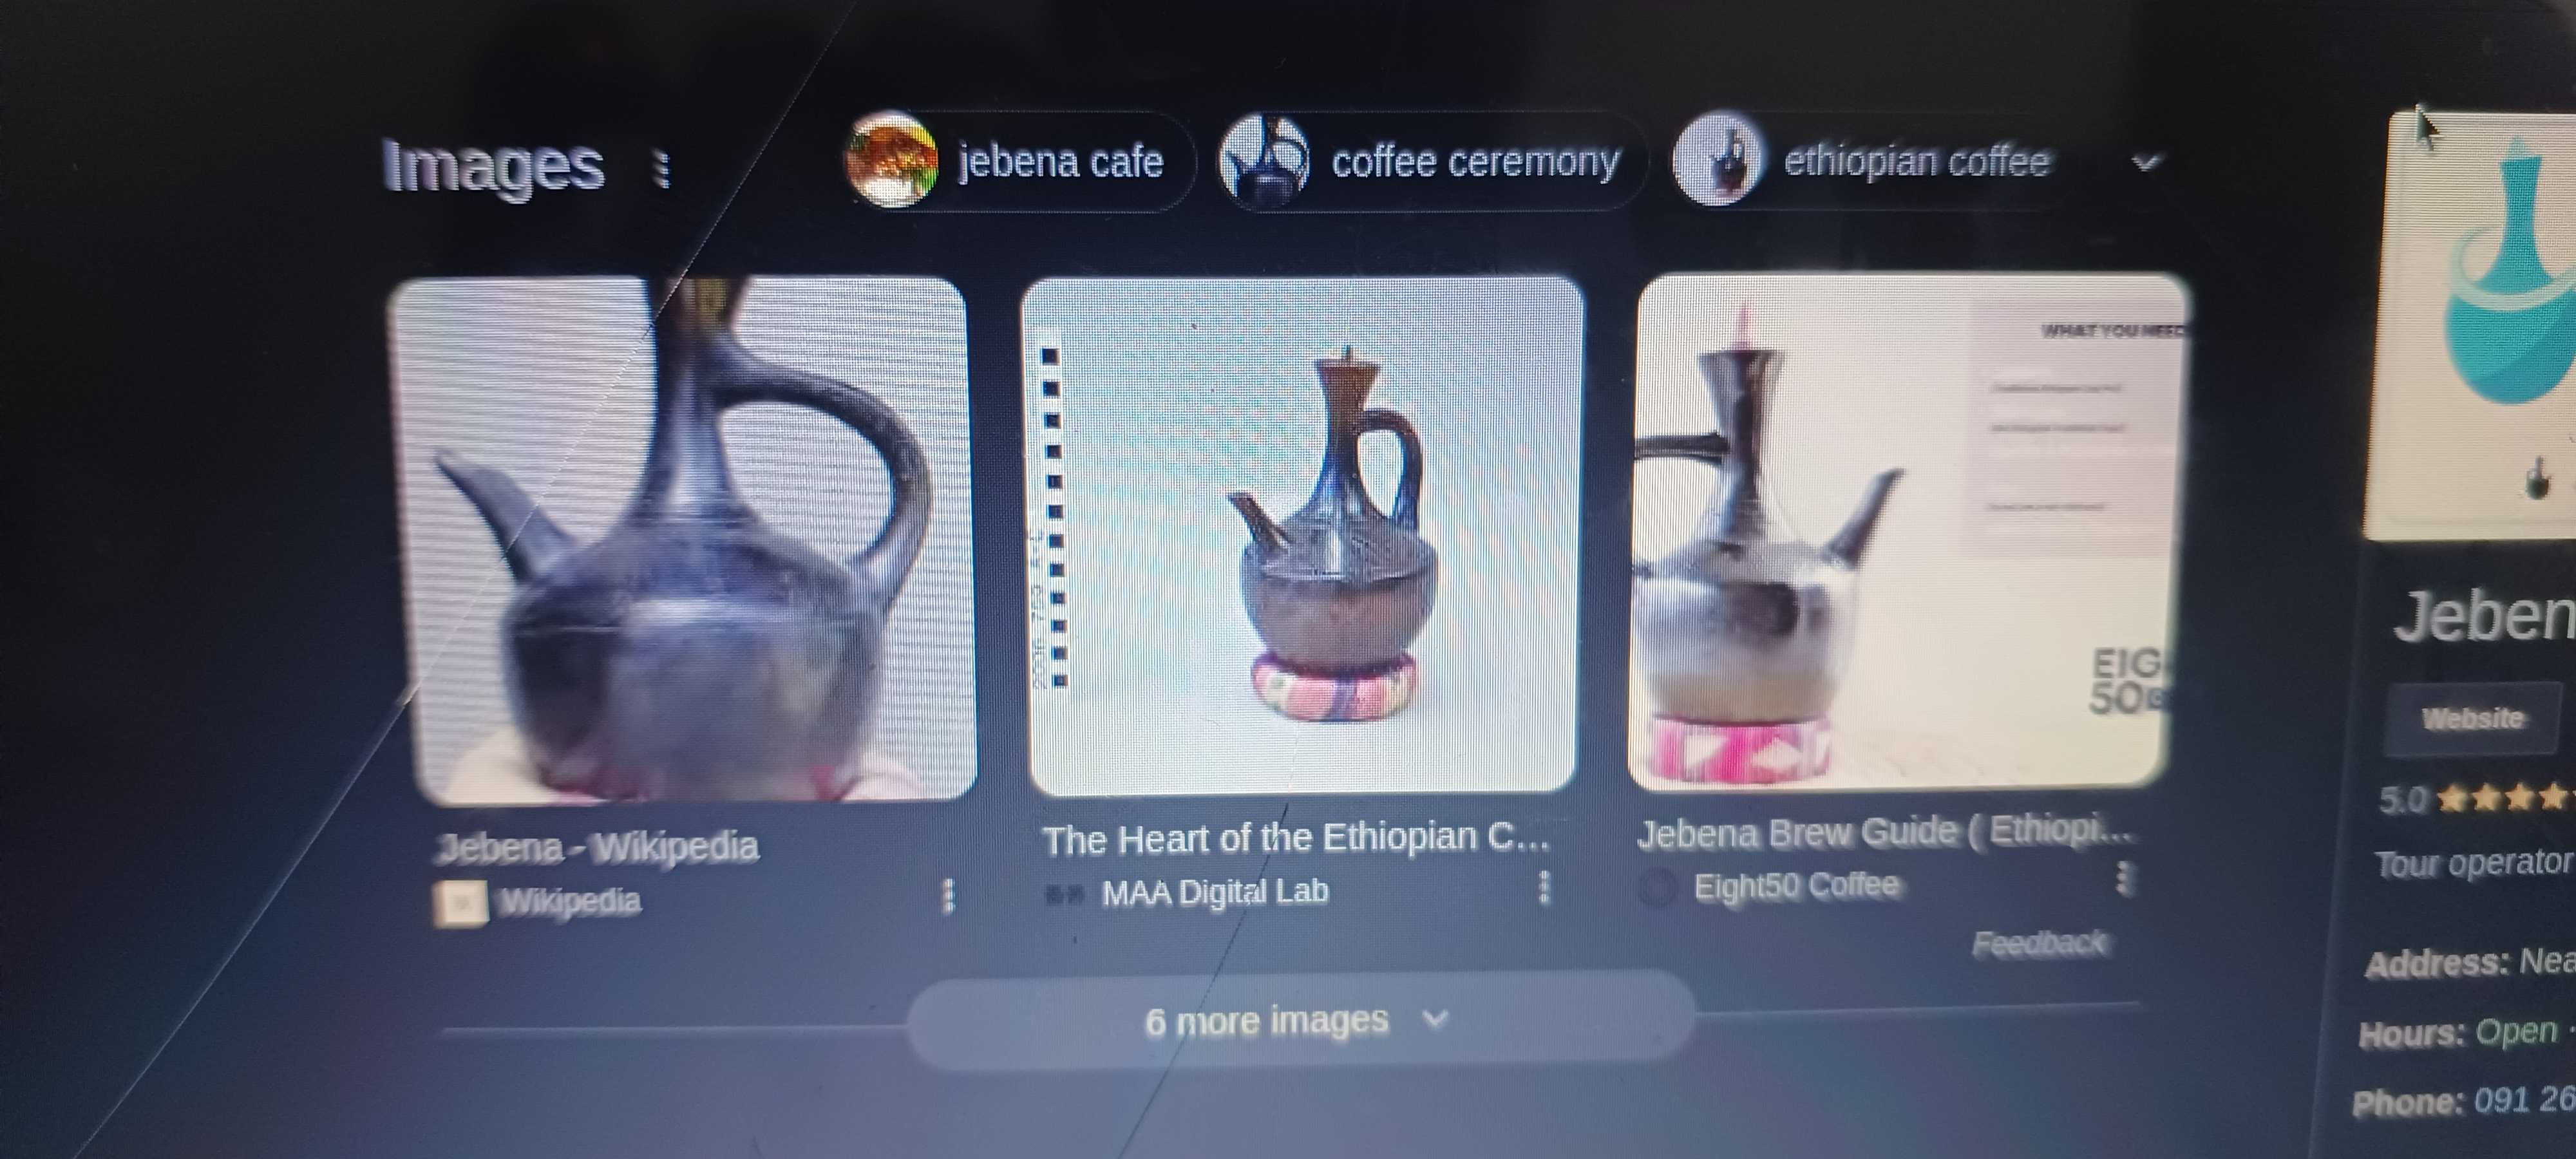 Images
jebena cafe
coffee ceremony
ethiopian coffee
WHAT YOU NEED
EIG
50
Jebena - Wikipedia
Wikipedia
The Heart of the Ethiopian C...
MAA Digital Lab
Jebena Brew Guide ( Ethiopi...
Eight50 Coffee
Feedback
6 more images
Jeben
Website
5.0
Tour operator
Address: Nea
Hours: Open ·
Phone: 091 26